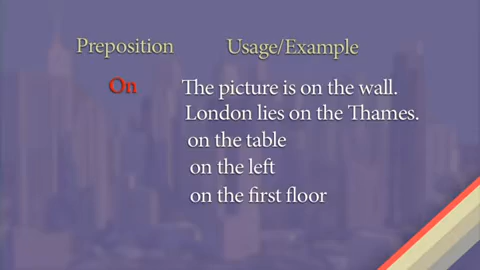 Preposition Usage/Example
On The picture is on the wall.
London lies on the Thames.
on the table
on the left
on the first floor